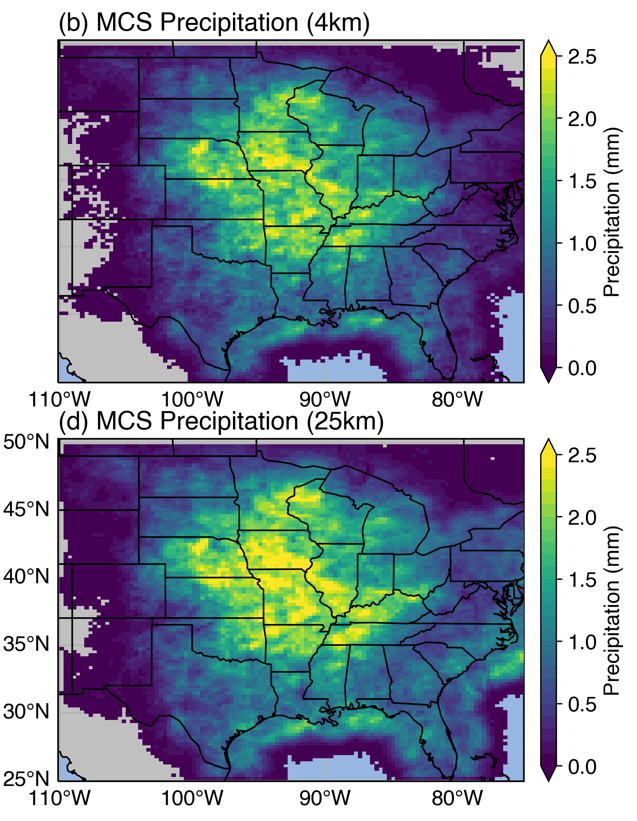 (b) MCS Precipitation (4km)
2.5
2.0
1.5
1.0
0.5
0.0
Precipitation (mm)
110°W 100°W 90°W 80°W
(d) MCS Precipitation (25km)
50°N
45°N
40°N
35°N
30°N
25°N
2.5
2.0
1.5
1.0
0.5
0.0
Precipitation (mm)
110°W 100°W 90°W 80°W